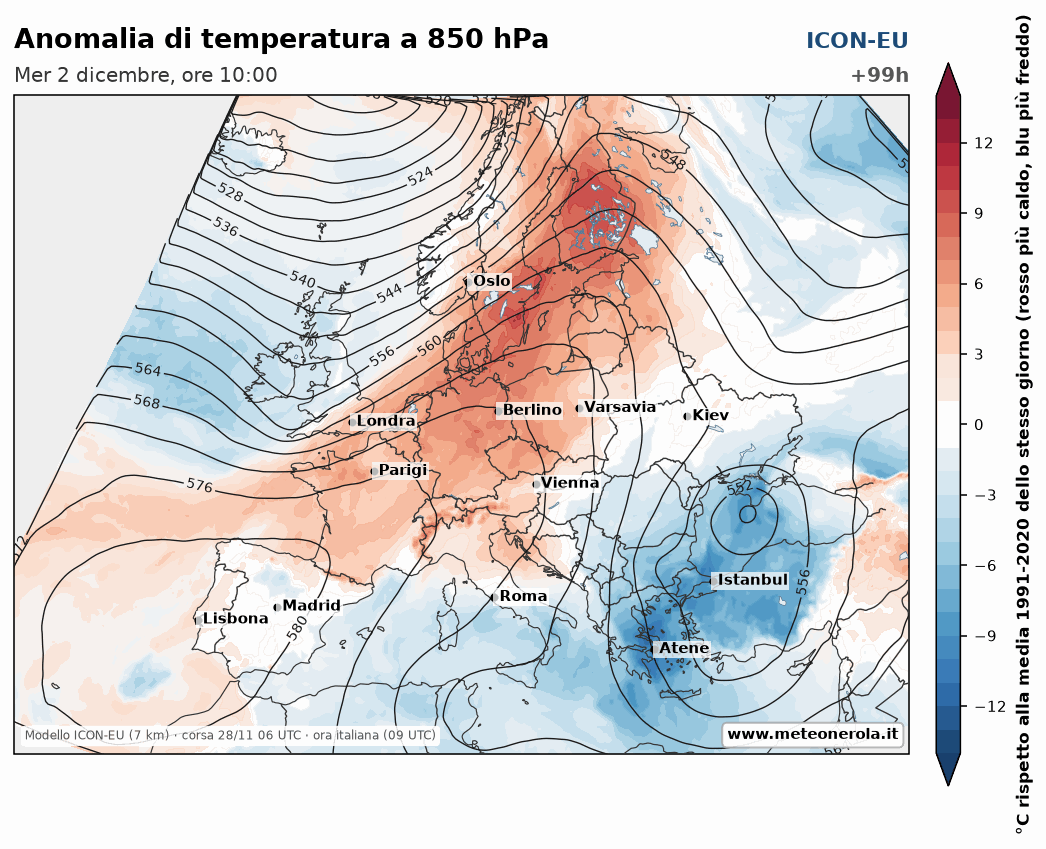 Anomalia di temperatura a 850 hPa
ICON-EU
Mer 2 dicembre, ore 10:00
+99h
524
528
536
540
544
548
556
560
564
568
576
580
552
556
Oslo
Londra
Berlino
Varsavia
Kiev
Parigi
Vienna
Istanbul
Roma
Madrid
Lisbona
Atene
Modello ICON-EU (7 km) · corsa 28/11 06 UTC · ora italiana (09 UTC)
www.meteonerola.it
12
9
6
3
0
−3
−6
−9
−12
°C rispetto alla media 1991-2020 dello stesso giorno (rosso più caldo, blu più freddo)